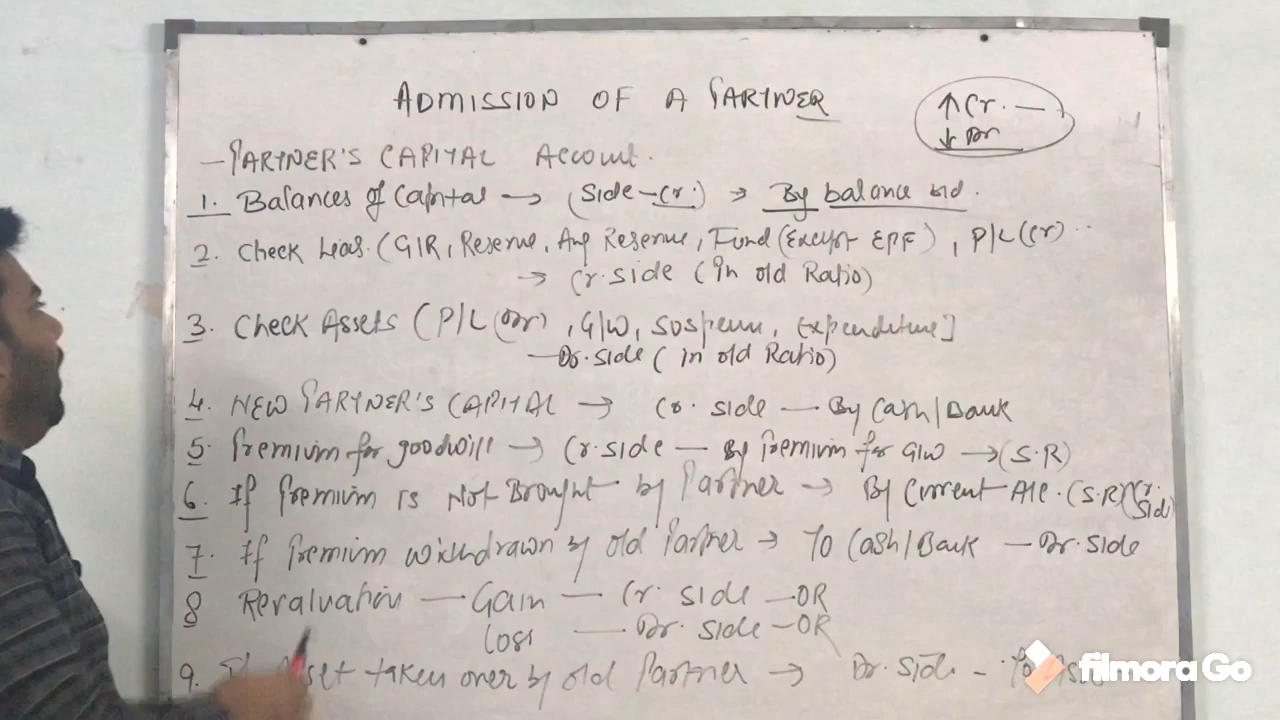 ADMISSION OF A PARTNER
↑ Cr. —
↓ Dr
— PARTNER'S CAPITAL Account.
1. Balances of Capital → (Side - Cr.) → By balance b/d.
2. Check Lias. (G/R, Reserve, Any Reserve, Fund (Except EPF), P/L (Cr) ..
→ Cr. side (in old Ratio)
3. Check Assets (P/L (Dr), G/W, Suspense, Expenditure]
— Dr. side (in old Ratio)
4. NEW PARTNER'S CAPITAL → Cr. side — By Cash/Bank
5. Premium for goodwill → Cr. side — By Premium for G/W → (S.R)
6. If Premium is Not Brought by Partner → By Current A/c. (S.R) (Cr. Side)
7. If Premium withdrawn by old Partner → To Cash/Bank — Dr. side
8 Revaluation — Gain — Cr. side — OR
Loss — Dr. side — OR
9. taken over by old Partner → Dr. side - To
filmora Go